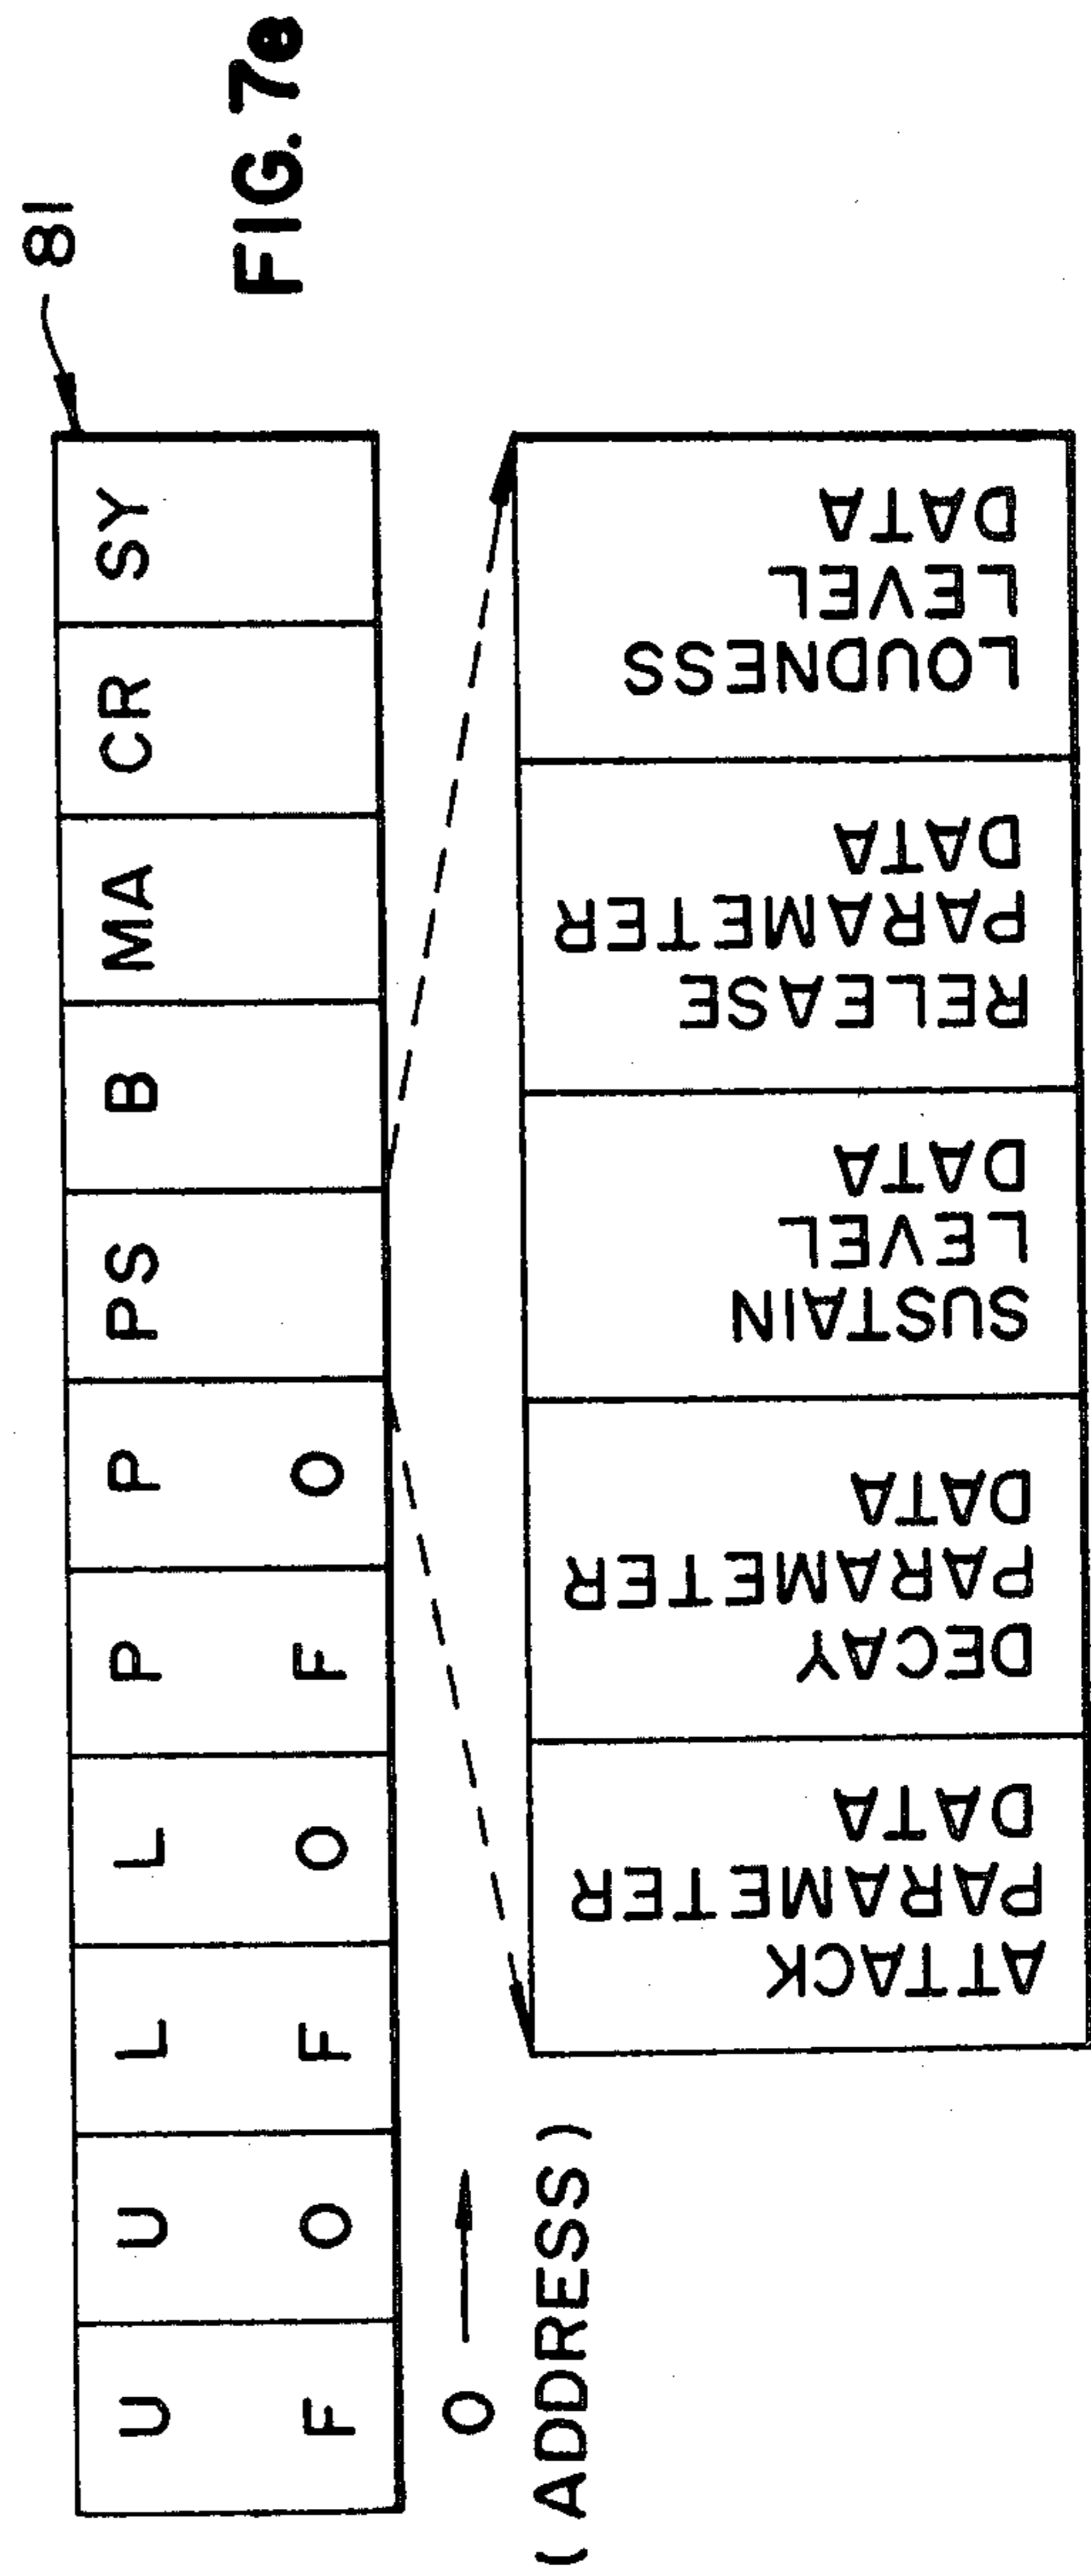 81
FIG. 7e
U U L L P P PS B MA CR SY
F O F O F O
O
(ADDRESS)
ATTACK
PARAMETER
DATA
DECAY
PARAMETER
DATA
SUSTAIN
LEVEL
DATA
RELEASE
PARAMETER
DATA
LOUDNESS
LEVEL
DATA